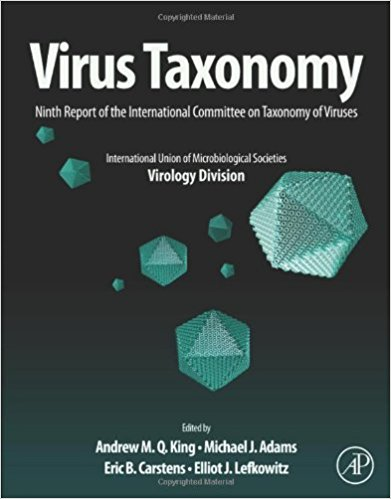 Virus Taxonomy
Ninth Report of the International Committee on Taxonomy of Viruses
International Union of Microbiological Societies
Virology Division
Edited by
Andrew M. Q. King • Michael J. Adams
Eric B. Carstens • Elliot J. Lefkowitz
AP